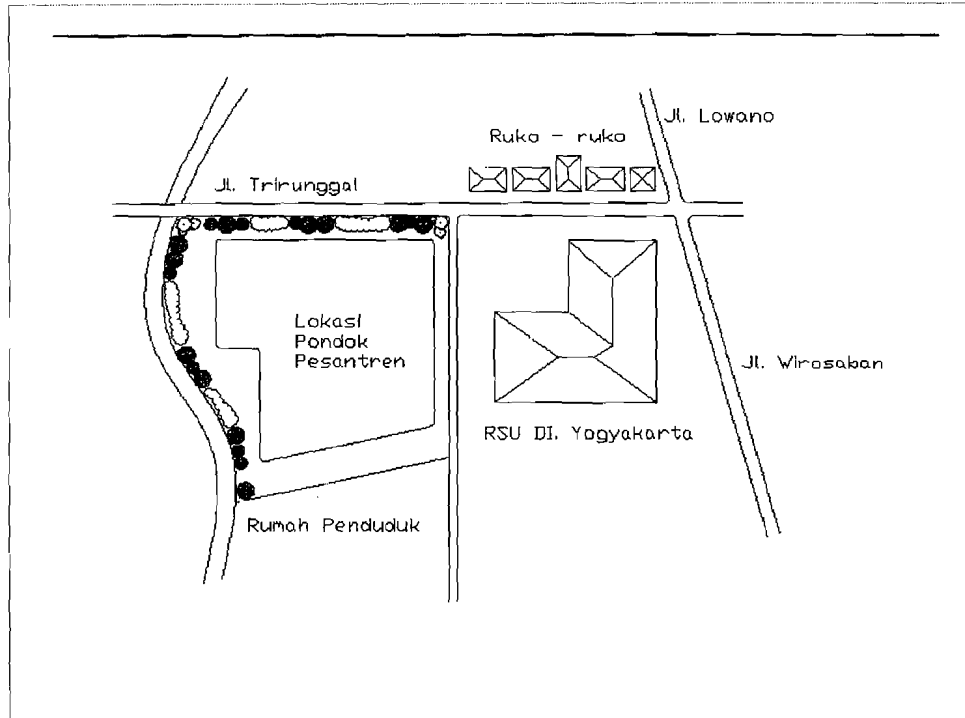 Jl. Lowano
Ruko - ruko
Jl. Trirunggal
Lokasi
Pondok
Pesantren
Jl. Wirosaban
RSU DI. Yogyakarta
Rumah Penduduk